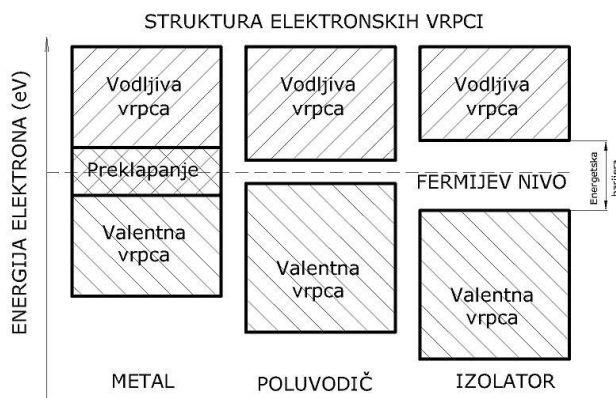 STRUKTURA ELEKTRONSKIH VRPCI
ENERGIJA ELEKTRONA (eV)
Vodljiva
vrpca
Preklapanje
Valentna
vrpca
METAL
Vodljiva
vrpca
Valentna
vrpca
POLUVODIČ
Vodljiva
vrpca
FERMIJEV NIVO
Energetska
barijera
Valentna
vrpca
IZOLATOR